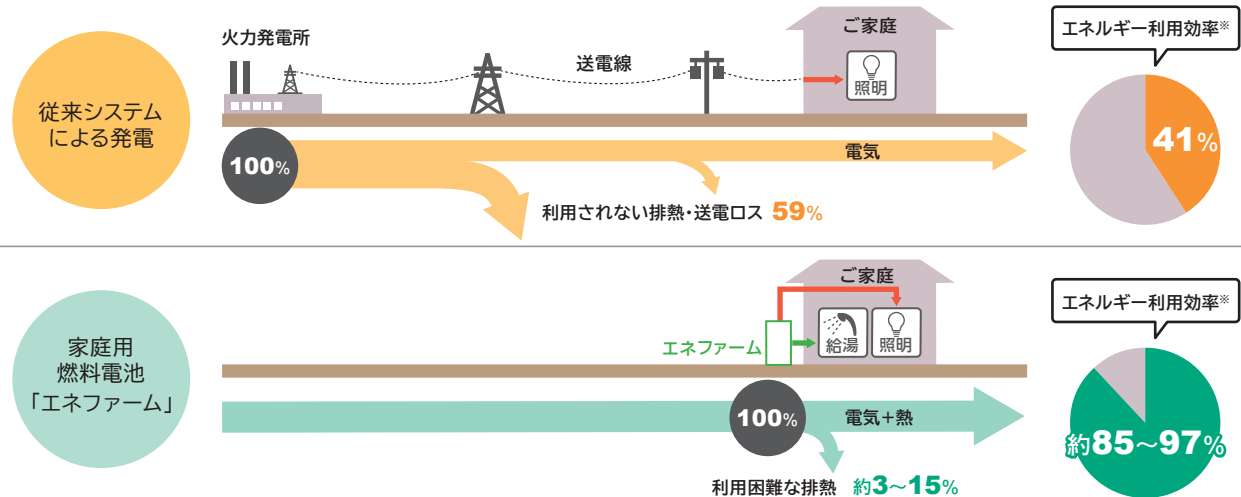 従来システム
による発電
火力発電所
送電線
ご家庭
照明
100%
電気
利用されない排熱・送電ロス 59%
エネルギー利用効率※
41%
家庭用
燃料電池
「エネファーム」
ご家庭
エネファーム
給湯
照明
100%
電気+熱
利用困難な排熱 約3~15%
エネルギー利用効率※
約85~97%